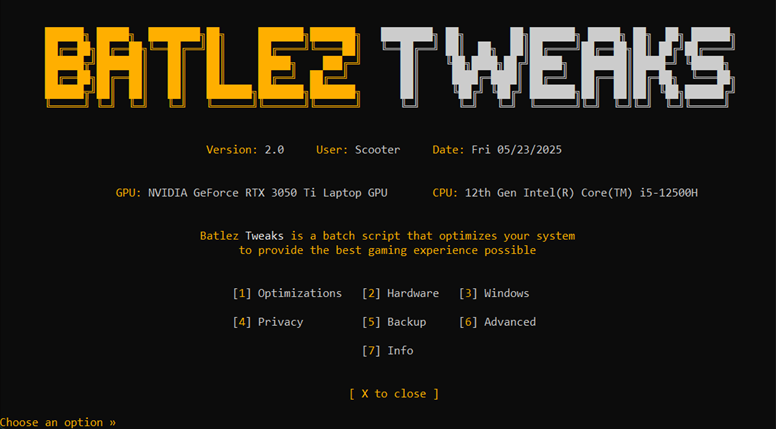 BATLEZ TWEAKS
Version: 2.0 User: Scooter Date: Fri 05/23/2025
GPU: NVIDIA GeForce RTX 3050 Ti Laptop GPU CPU: 12th Gen Intel(R) Core(TM) i5-12500H
Batlez Tweaks is a batch script that optimizes your system
to provide the best gaming experience possible
[1] Optimizations [2] Hardware [3] Windows
[4] Privacy [5] Backup [6] Advanced
[7] Info
[ X to close ]
Choose an option »